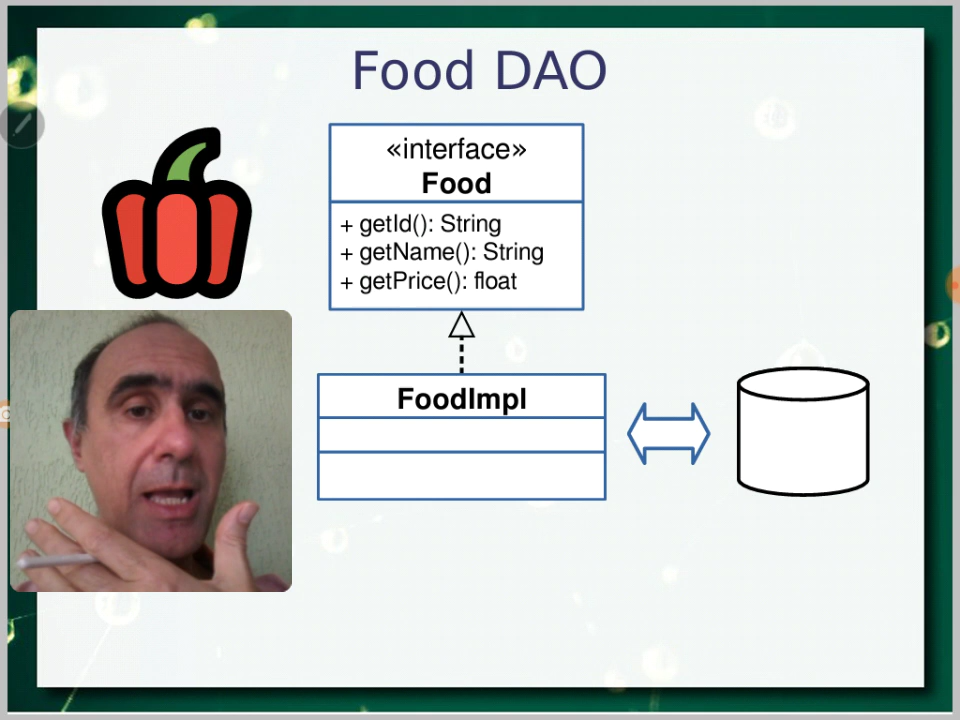 Food DAO
«interface»
Food
+ getId(): String
+ getName(): String
+ getPrice(): float
FoodImpl